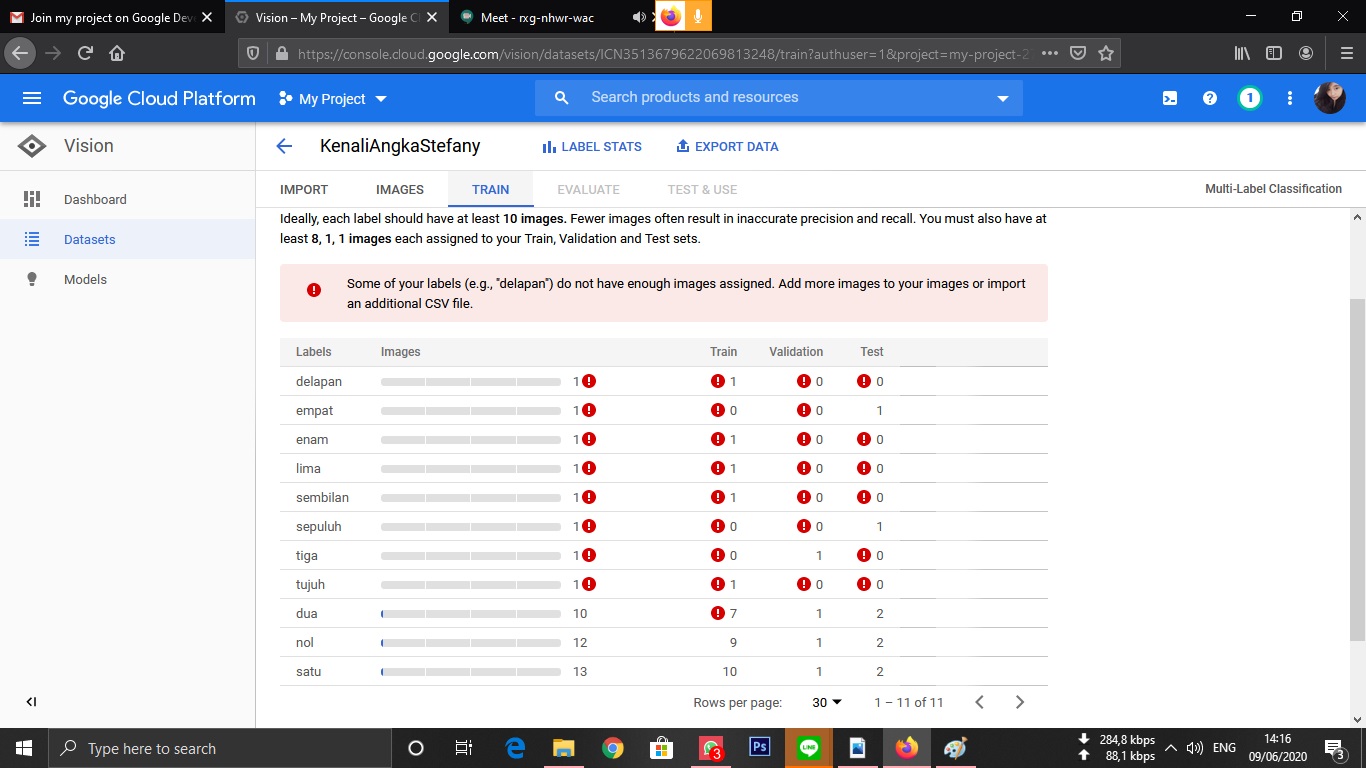 Join my project on Google Dev
Vision – My Project – Google C
Meet - rxg-nhwr-wac
https://console.cloud.google.com/vision/datasets/ICN3513679622069813248/train?authuser=1&project=my-project-2
Google Cloud Platform
My Project
Search products and resources
1
Vision
KenaliAngkaStefany
LABEL STATS
EXPORT DATA
IMPORT
IMAGES
TRAIN
EVALUATE
TEST & USE
Multi-Label Classification
Dashboard
Datasets
Models
Ideally, each label should have at least 10 images. Fewer images often result in inaccurate precision and recall. You must also have at
least 8, 1, 1 images each assigned to your Train, Validation and Test sets.
Some of your labels (e.g., "delapan") do not have enough images assigned. Add more images to your images or import
an additional CSV file.
Labels Images Train Validation Test
delapan 1 1 0 0
empat 1 0 0 1
enam 1 1 0 0
lima 1 1 0 0
sembilan 1 1 0 0
sepuluh 1 0 0 1
tiga 1 0 1 0
tujuh 1 1 0 0
dua 10 7 1 2
nol 12 9 1 2
satu 13 10 1 2
Rows per page: 30 1 – 11 of 11
Type here to search
3
Ps
LINE
284,8 kbps
88,1 kbps
ENG
14:16
09/06/2020
3